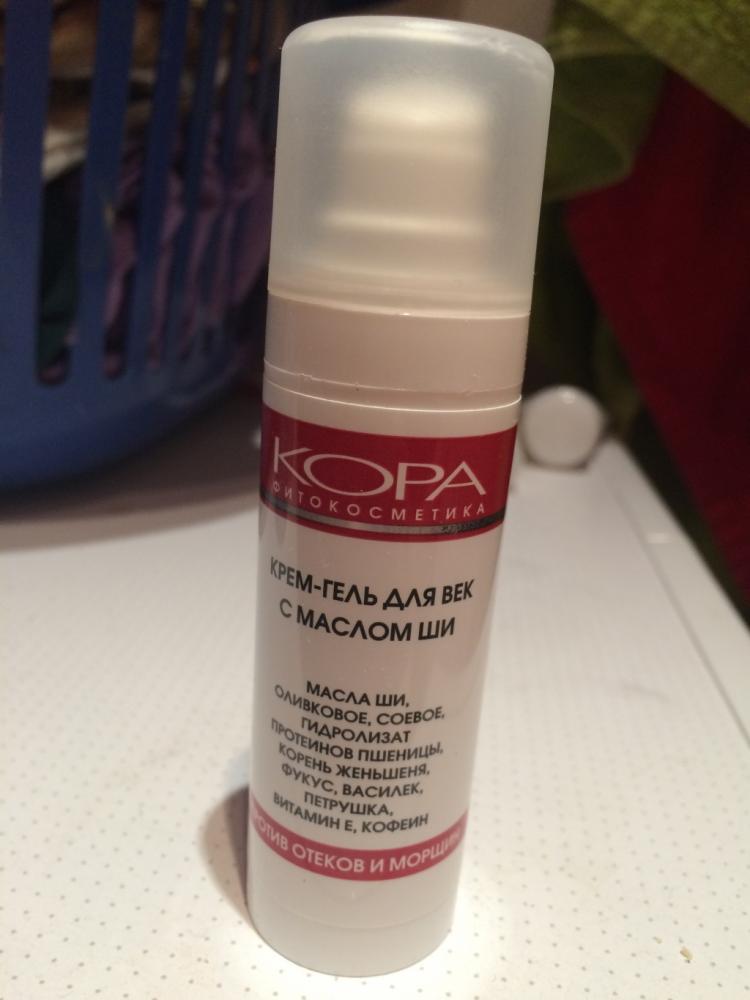 КОРА
ФИТОКОСМЕТИКА
КРЕМ-ГЕЛЬ ДЛЯ ВЕК
С МАСЛОМ ШИ
МАСЛА ШИ,
ОЛИВКОВОЕ, СОЕВОЕ,
ГИДРОЛИЗАТ
ПРОТЕИНОВ ПШЕНИЦЫ,
КОРЕНЬ ЖЕНЬШЕНЯ,
ФУКУС, ВАСИЛЕК,
ПЕТРУШКА,
ВИТАМИН Е, КОФЕИН
ПРОТИВ ОТЕКОВ И МОРЩИН